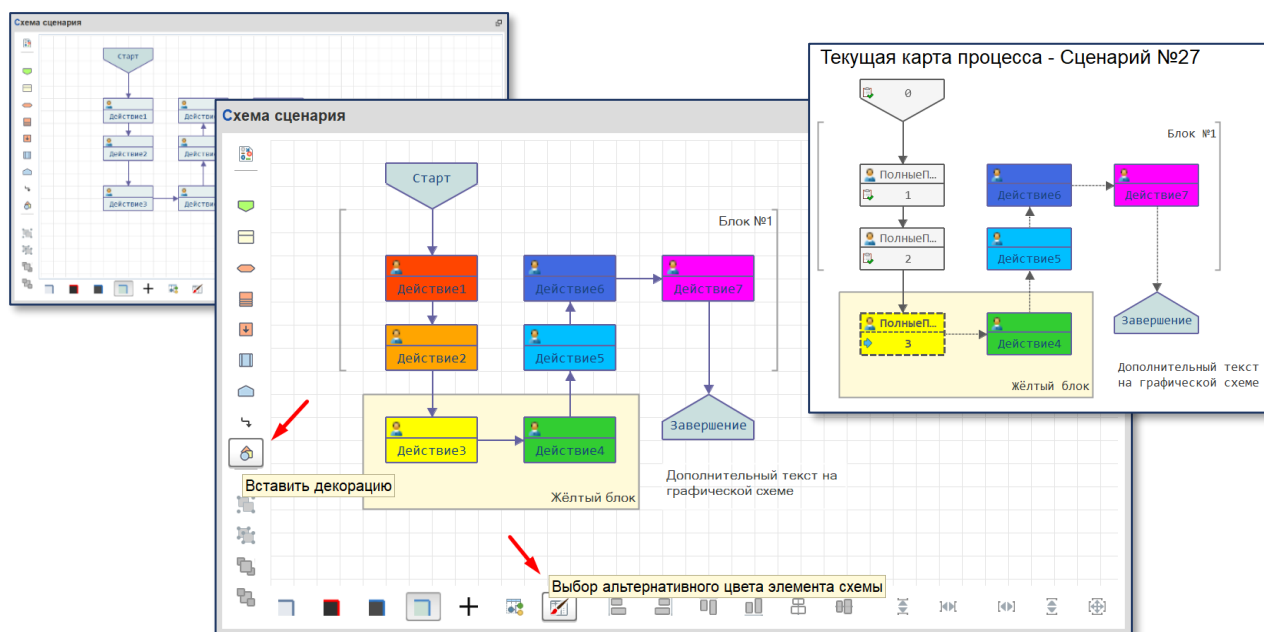 Схема сценария
Старт
Действие1
Действие2
Действие3
Схема сценария
Старт
Блок №1
Действие1
Действие6
Действие7
Действие2
Действие5
Завершение
Действие3
Действие4
Жёлтый блок
Дополнительный текст на
графической схеме
Вставить декорацию
Выбор альтернативного цвета элемента схемы
Текущая карта процесса - Сценарий №27
0
Блок №1
ПолныеП...
1
Действие6
Действие7
ПолныеП...
2
Действие5
Завершение
ПолныеП...
3
Действие4
Жёлтый блок
Дополнительный текст
на графической схеме